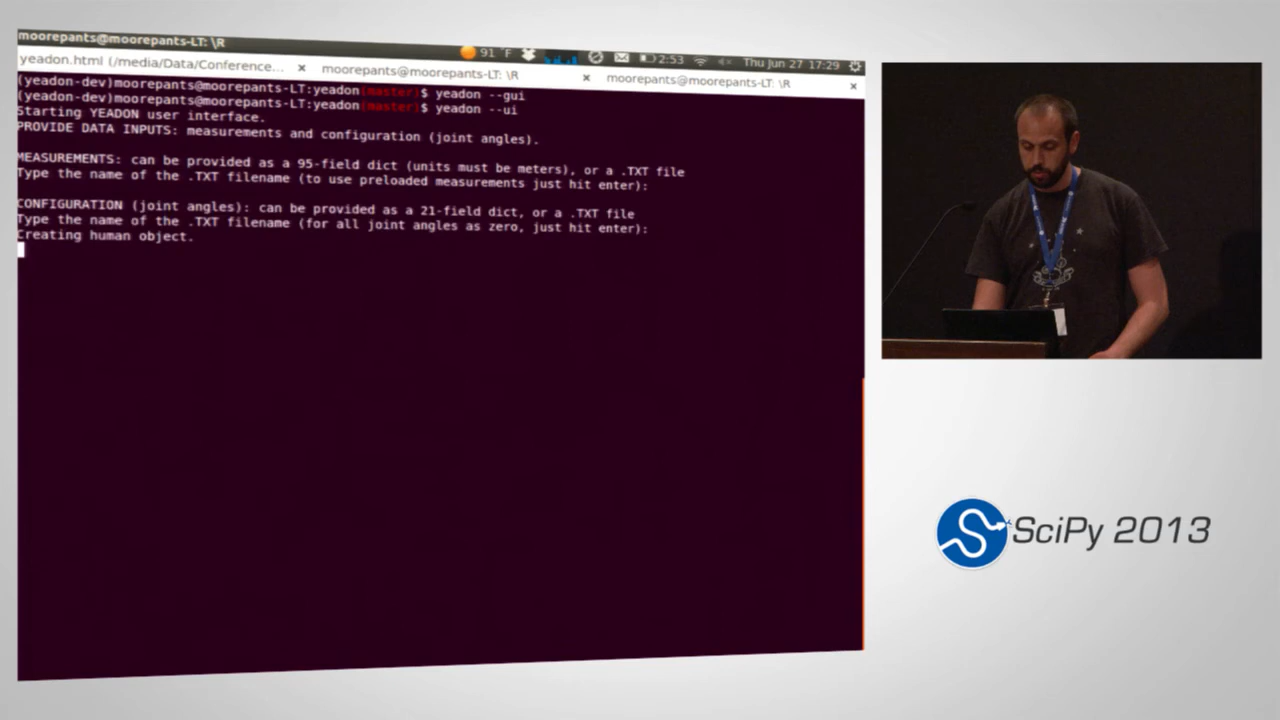 moorepants@moorepants-LT: \R
91 °F
2:53
Thu Jun 27 17:29
yeadon.html (/media/Data/Conference... ×
moorepants@moorepants-LT: \R ×
moorepants@moorepants-LT: \R ×
(yeadon-dev)moorepants@moorepants-LT:yeadon(master)$ yeadon --gui
(yeadon-dev)moorepants@moorepants-LT:yeadon(master)$ yeadon --ui
Starting YEADON user interface.
PROVIDE DATA INPUTS: measurements and configuration (joint angles).
MEASUREMENTS: can be provided as a 95-field dict (units must be meters), or a .TXT file
Type the name of the .TXT filename (to use preloaded measurements just hit enter):
CONFIGURATION (joint angles): can be provided as a 21-field dict, or a .TXT file
Type the name of the .TXT filename (for all joint angles as zero, just hit enter):
Creating human object.
SciPy 2013